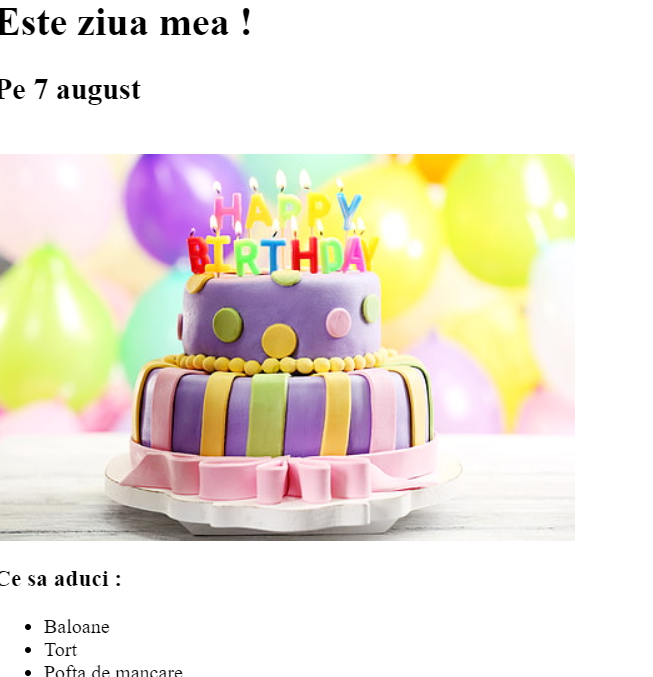 Este ziua mea !
Pe 7 august
HAPPY
BIRTHDAY
Ce sa aduci :
Baloane
Tort
Pofta de mancare